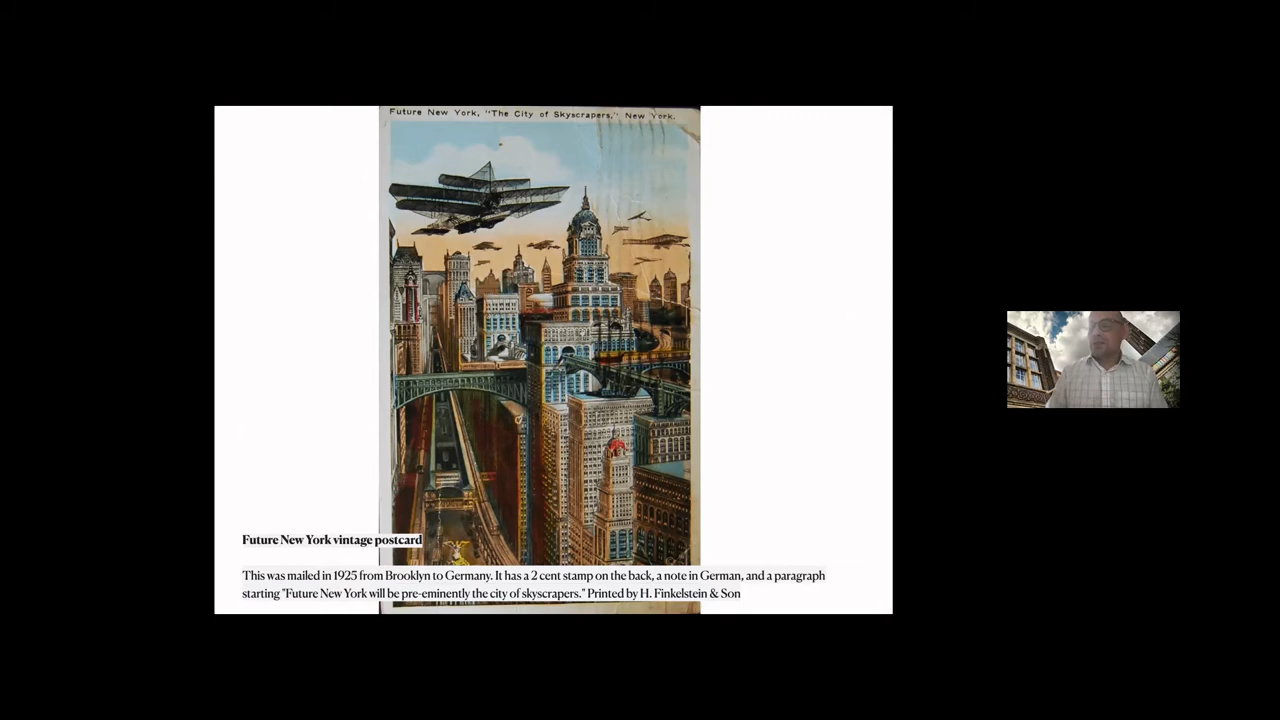 Future New York, "The City of Skyscrapers," New York.
Future New York vintage postcard
This was mailed in 1925 from Brooklyn to Germany. It has a 2 cent stamp on the back, a note in German, and a paragraph
starting "Future New York will be pre-eminently the city of skyscrapers." Printed by H. Finkelstein & Son